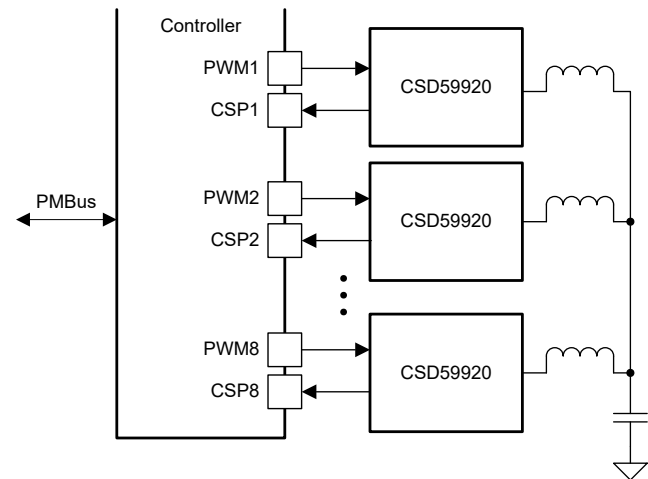 Controller
PWM1
CSD59920
CSP1
PMBus
PWM2
CSD59920
CSP2
PWM8
CSD59920
CSP8